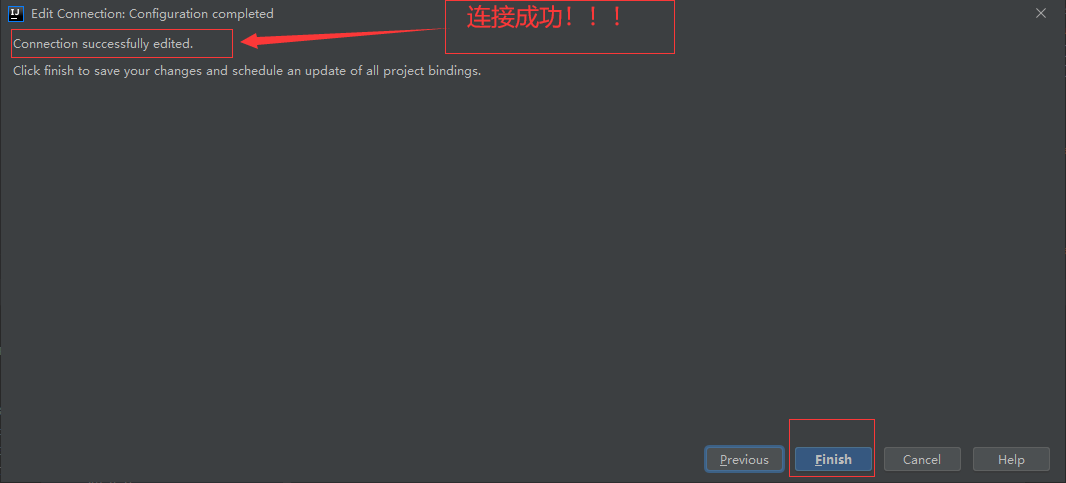 IJ
Edit Connection: Configuration completed
连接成功！！！
Connection successfully edited.
Click finish to save your changes and schedule an update of all project bindings.
Previous
Finish
Cancel
Help